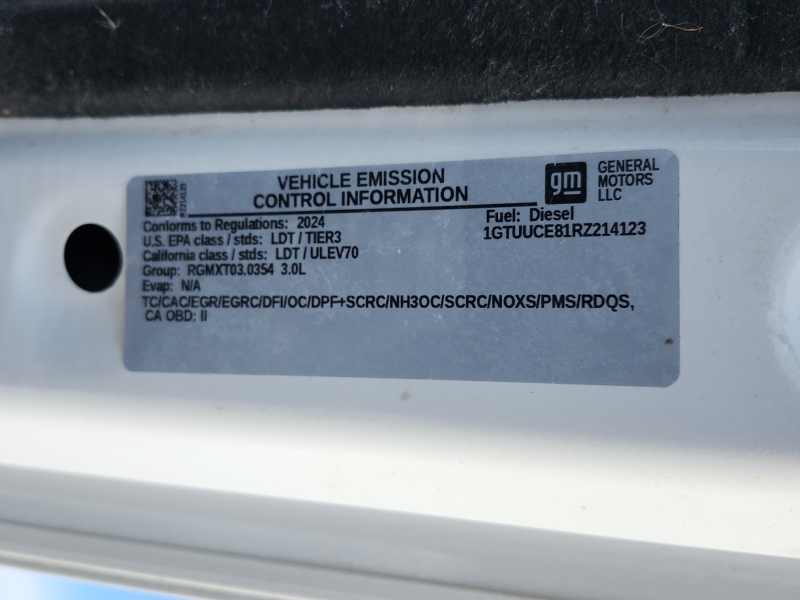 VEHICLE EMISSION
CONTROL INFORMATION
gm
GENERAL
MOTORS
LLC
RZ214123
Conforms to Regulations: 2024
U.S. EPA class / stds: LDT / TIER3
California class / stds: LDT / ULEV70
Group: RGMXT03.0354 3.0L
Evap: N/A
Fuel: Diesel
1GTUUCE81RZ214123
TC/CAC/EGR/EGRC/DFI/OC/DPF+SCRC/NH3OC/SCRC/NOXS/PMS/RDQS,
CA OBD: II